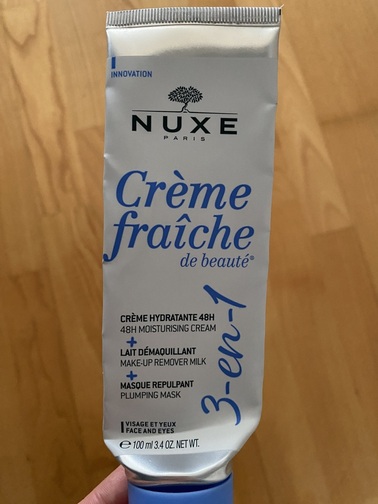 INNOVATION
NUXE
PARIS
Crème
fraîche
de beauté®
3-en-1
CRÈME HYDRATANTE 48H
48H MOISTURISING CREAM
+
LAIT DÉMAQUILLANT
MAKE-UP REMOVER MILK
+
MASQUE REPULPANT
PLUMPING MASK
VISAGE ET YEUX
FACE AND EYES
℮ 100 ml 3.4 OZ. NET WT.